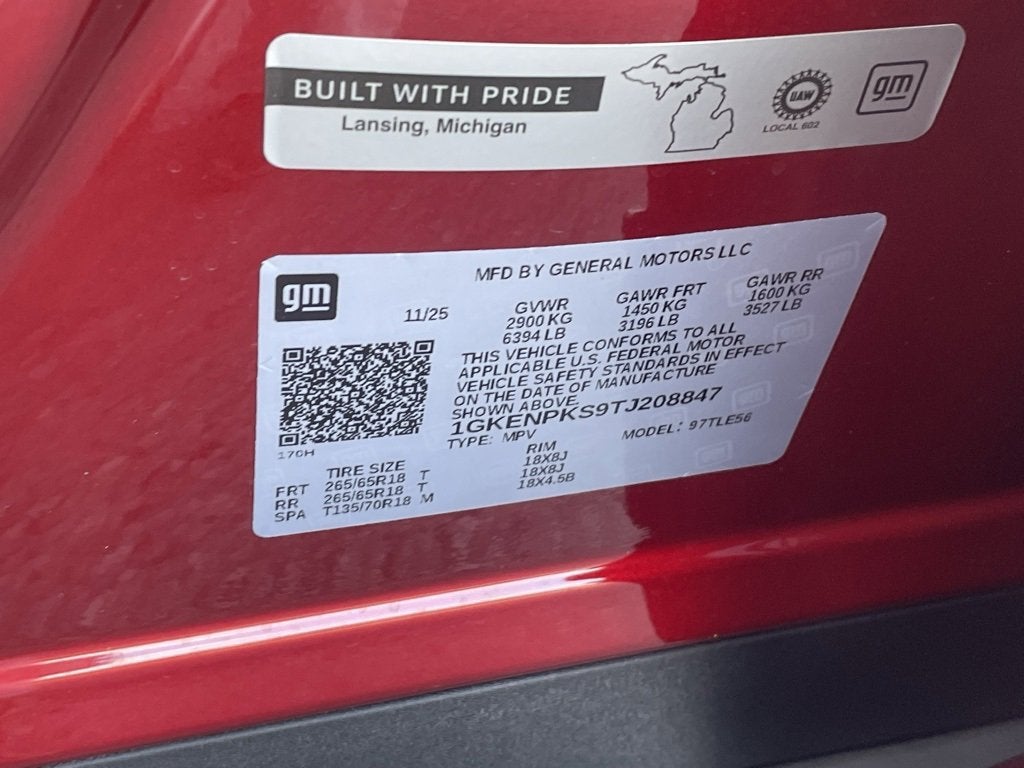 BUILT WITH PRIDE
Lansing, Michigan
UAW
LOCAL 602
gm
gm
MFD BY GENERAL MOTORS LLC
11/25
GVWR
2900 KG
6394 LB
GAWR FRT
1450 KG
3196 LB
GAWR RR
1600 KG
3527 LB
THIS VEHICLE CONFORMS TO ALL
APPLICABLE U.S. FEDERAL MOTOR
VEHICLE SAFETY STANDARDS IN EFFECT
ON THE DATE OF MANUFACTURE
SHOWN ABOVE.
1GKENPKS9TJ208847
TYPE: MPV
MODEL: 97TLE56
170H
TIRE SIZE
RIM
FRT 265/65R18 T 18X8J
RR 265/65R18 T 18X8J
SPA T135/70R18 M 18X4.5B